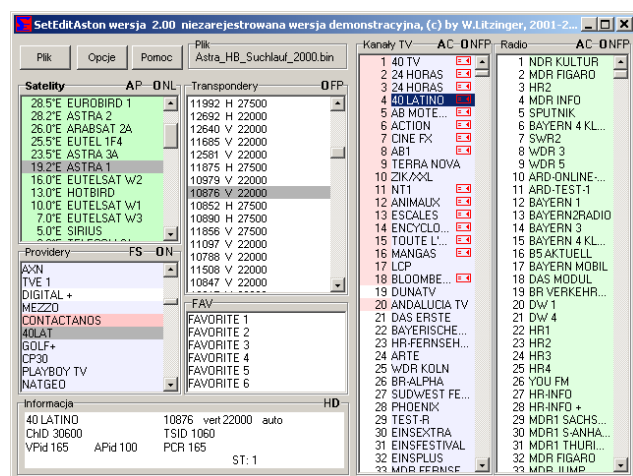 SetEditAston wersja 2.00 niezarejestrowana wersja demonstracyjna, (c) by W.Litzinger, 2001-2...
Plik
Opcje
Pomoc
Plik
Astra_HB_Suchlauf_2000.bin
Satelity AP ONL
28.5°E EUROBIRD 1
28.2°E ASTRA 2
26.0°E ARABSAT 2A
25.5°E EUTEL 1F4
23.5°E ASTRA 3A
19.2°E ASTRA 1
16.0°E EUTELSAT W2
13.0°E HOTBIRD
10.0°E EUTELSAT W1
7.0°E EUTELSAT W3
5.0°E SIRIUS
Transpondery OFP
11992 H 27500
12692 H 22000
12640 V 22000
11685 V 22000
12581 V 22000
11875 H 27500
10979 V 22000
10876 V 22000
10852 H 27500
10890 H 27500
11856 V 27500
11097 V 22000
10788 V 22000
11508 V 22000
10847 V 22000
Providery FS ON
AXN
TVE 1
DIGITAL +
MEZZO
CONTACTANOS
40LAT
GOLF+
CP30
PLAYBOY TV
NATGEO
FAV
FAVORITE 1
FAVORITE 2
FAVORITE 3
FAVORITE 4
FAVORITE 5
FAVORITE 6
Informacja HD
40 LATINO 10876 vert 22000 auto
ChID 30600 TSID 1060
VPid 165 APid 100 PCR 165
ST: 1
Kanały TV AC ONFP
1 40 TV
2 24 HORAS
3 24 HORAS
4 40 LATINO
5 AB MOTE...
6 ACTION
7 CINE FX
8 AB1
9 TERRA NOVA
10 ZIK/XXL
11 NT1
12 ANIMAUX
13 ESCALES
14 ENCYCLO...
15 TOUTE L'...
16 MANGAS
17 LCP
18 BLOOMBE...
19 DUNATV
20 ANDALUCIA TV
21 DAS ERSTE
22 BAYERISCHE...
23 HR-FERNSEH...
24 ARTE
25 WDR KOLN
26 BR-ALPHA
27 SUDWEST FE...
28 PHOENIX
29 TEST-R
30 EINSEXTRA
31 EINSFESTIVAL
32 EINSPLUS
33 MDR FERNSE...
Radio AC ONFP
1 NDR KULTUR
2 MDR FIGARO
3 HR2
4 MDR INFO
5 SPUTNIK
6 BAYERN 4 KL...
7 SWR2
8 WDR 3
9 WDR 5
10 ARD-ONLINE-...
11 ARD-TEST-1
12 BAYERN 1
13 BAYERN2RADIO
14 BAYERN 3
15 BAYERN 4 KL...
16 B5 AKTUELL
17 BAYERN MOBIL
18 DAS MODUL
19 BR VERKEHR...
20 DW 1
21 DW 4
22 HR1
23 HR2
24 HR3
25 HR4
26 YOU FM
27 HR-INFO
28 HR-INFO +
29 MDR1 SACHS...
30 MDR1 S-ANHA...
31 MDR1 THURI...
32 MDR FIGARO
33 MDR JUMP